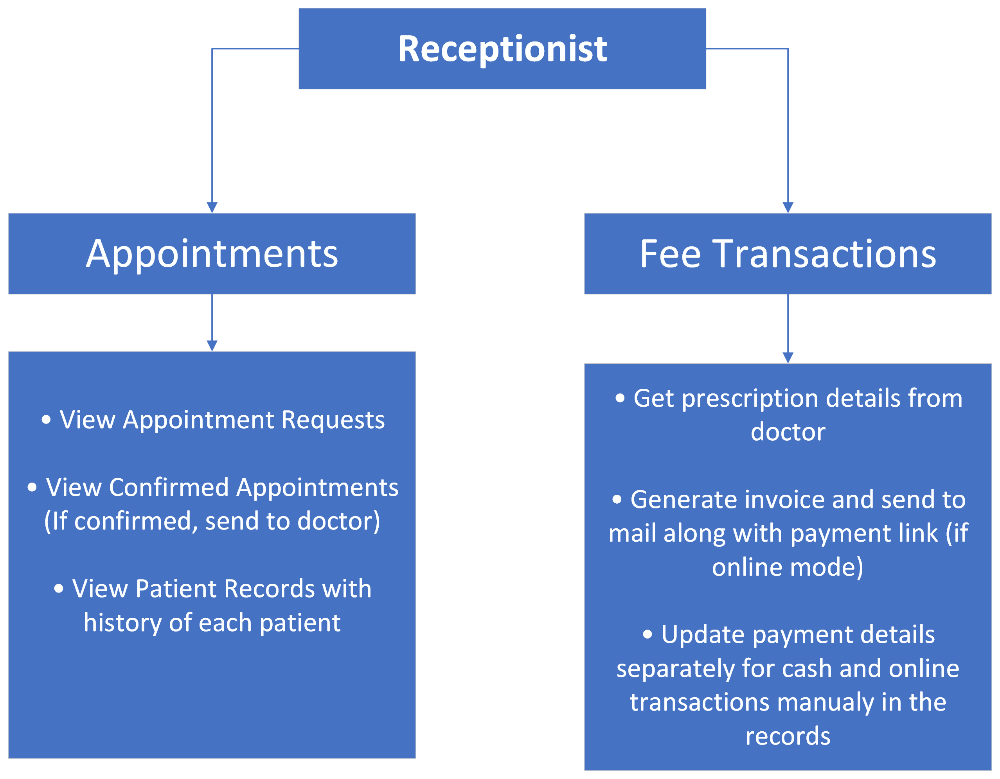 Receptionist
Appointments
• View Appointment Requests
• View Confirmed Appointments
(If confirmed, send to doctor)
• View Patient Records with
history of each patient
Fee Transactions
• Get prescription details from
doctor
• Generate invoice and send to
mail along with payment link (if
online mode)
• Update payment details
separately for cash and online
transactions manualy in the
records